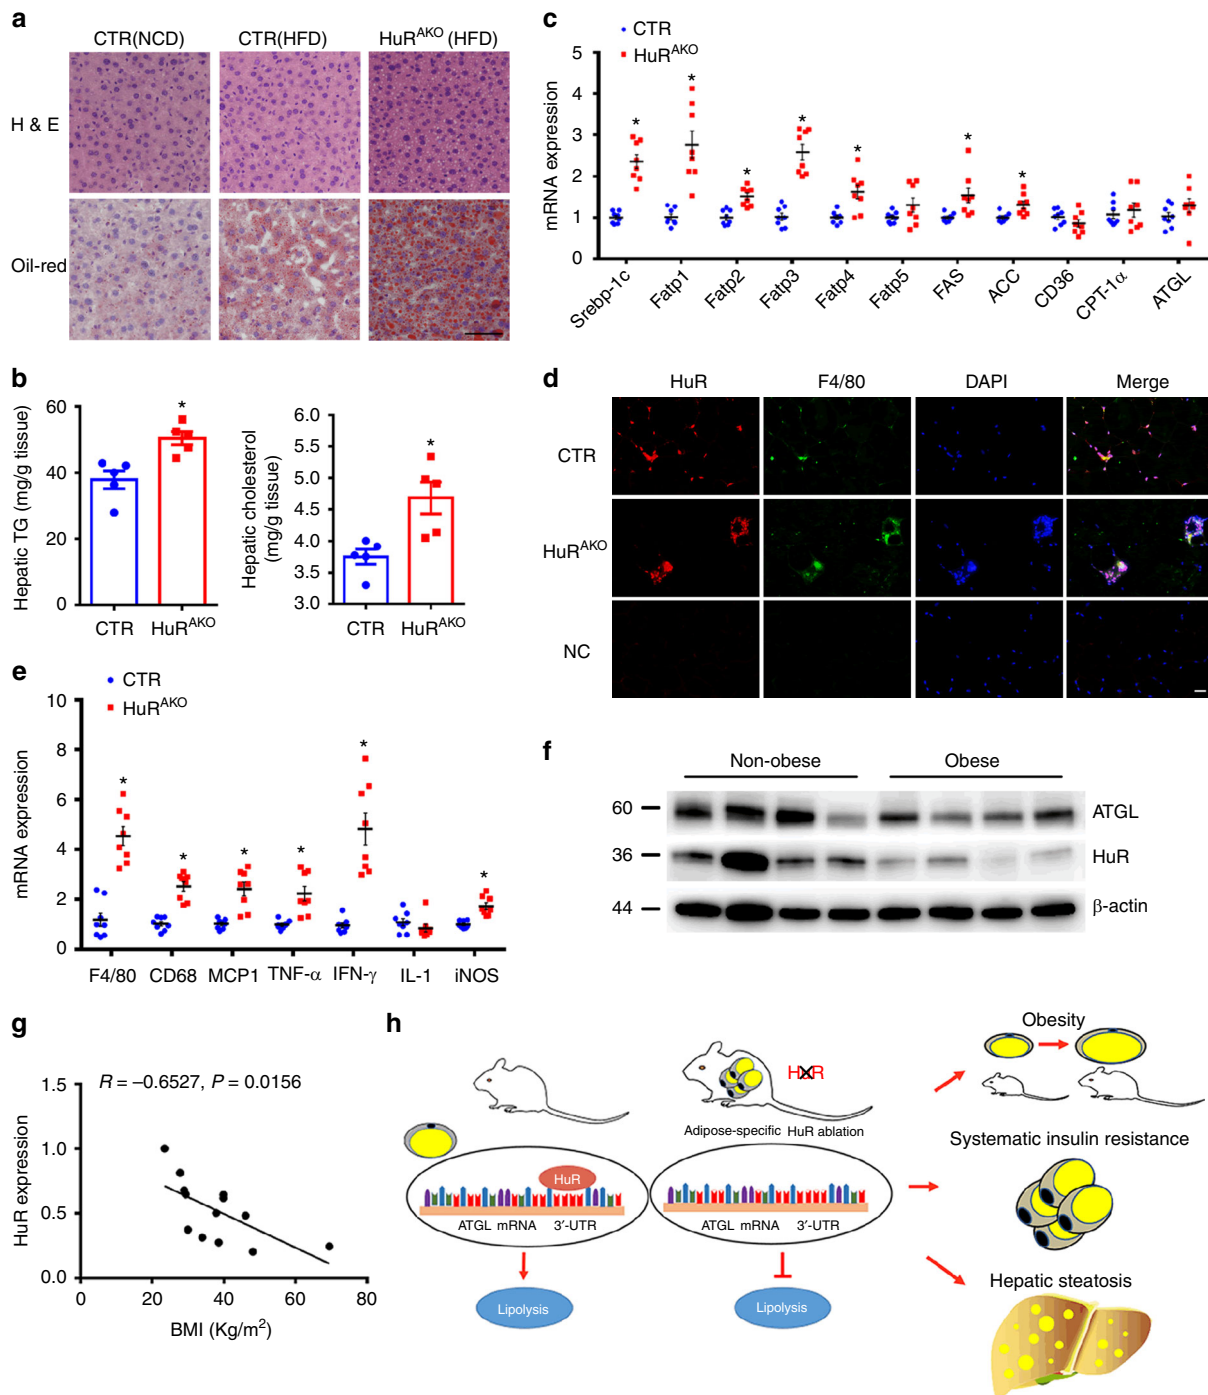 a
CTR(NCD)
CTR(HFD)
HuR^AKO (HFD)
H & E
Oil-red
b
Hepatic TG (mg/g tissue)
60
40
20
0
*
CTR
HuR^AKO
Hepatic cholesterol
(mg/g tissue)
6.0
5.5
5.0
4.5
4.0
3.5
3.0
*
CTR
HuR^AKO
c
CTR
HuR^AKO
mRNA expression
5
4
3
2
1
0
* * * * * * *
Srebp-1c
Fatp1
Fatp2
Fatp3
Fatp4
Fatp5
FAS
ACC
CD36
CPT-1α
ATGL
d
HuR
F4/80
DAPI
Merge
CTR
HuR^AKO
NC
e
CTR
HuR^AKO
mRNA expression
10
8
6
4
2
0
* * * * * *
F4/80
CD68
MCP1
TNF-α
IFN-γ
IL-1
iNOS
f
Non-obese
Obese
60
ATGL
36
HuR
44
β-actin
g
R = –0.6527, P = 0.0156
HuR expression
1.5
1.0
0.5
0.0
0
20
40
60
80
BMI (Kg/m²)
h
HuR
Adipose-specific HuR ablation
HuR
ATGL mRNA 3′-UTR
ATGL mRNA 3′-UTR
Lipolysis
Lipolysis
Obesity
Systematic insulin resistance
Hepatic steatosis